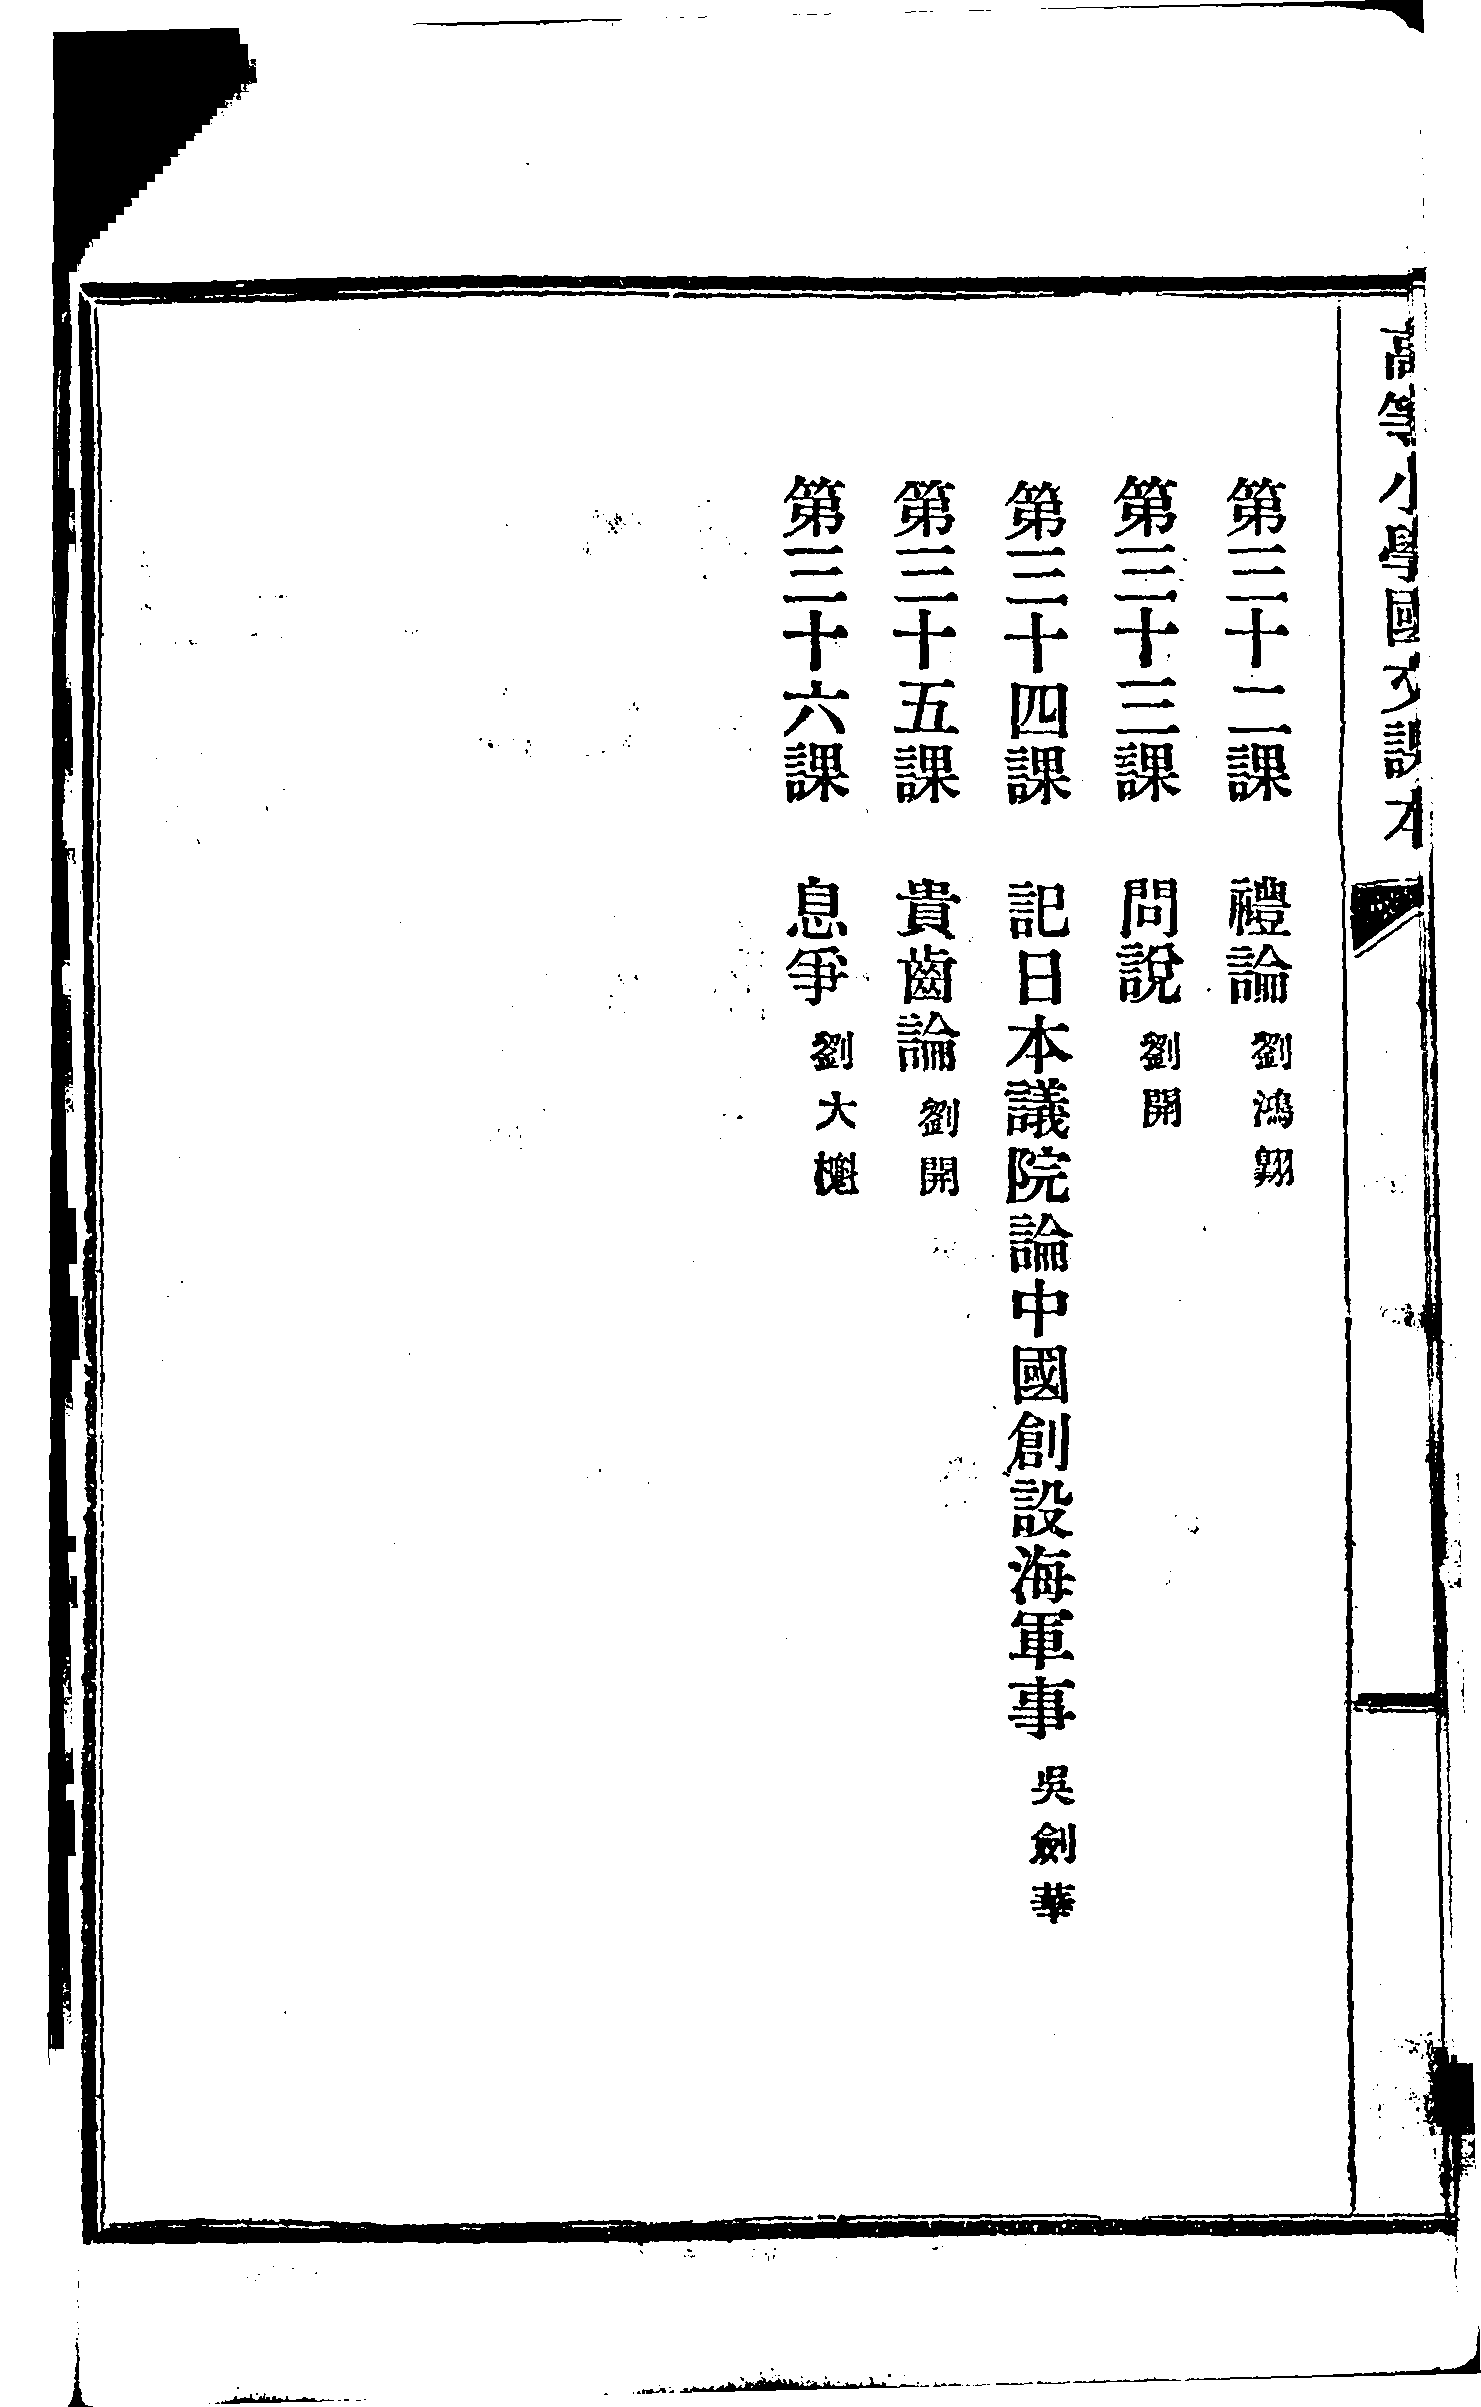 高等小學國文課本
第三十二課　禮論 劉鴻翺
第三十三課　問說 劉開
第三十四課　記日本議院論中國創設海軍事 吳劍華
第三十五課　貴齒論 劉開
第三十六課　息爭 劉大櫆